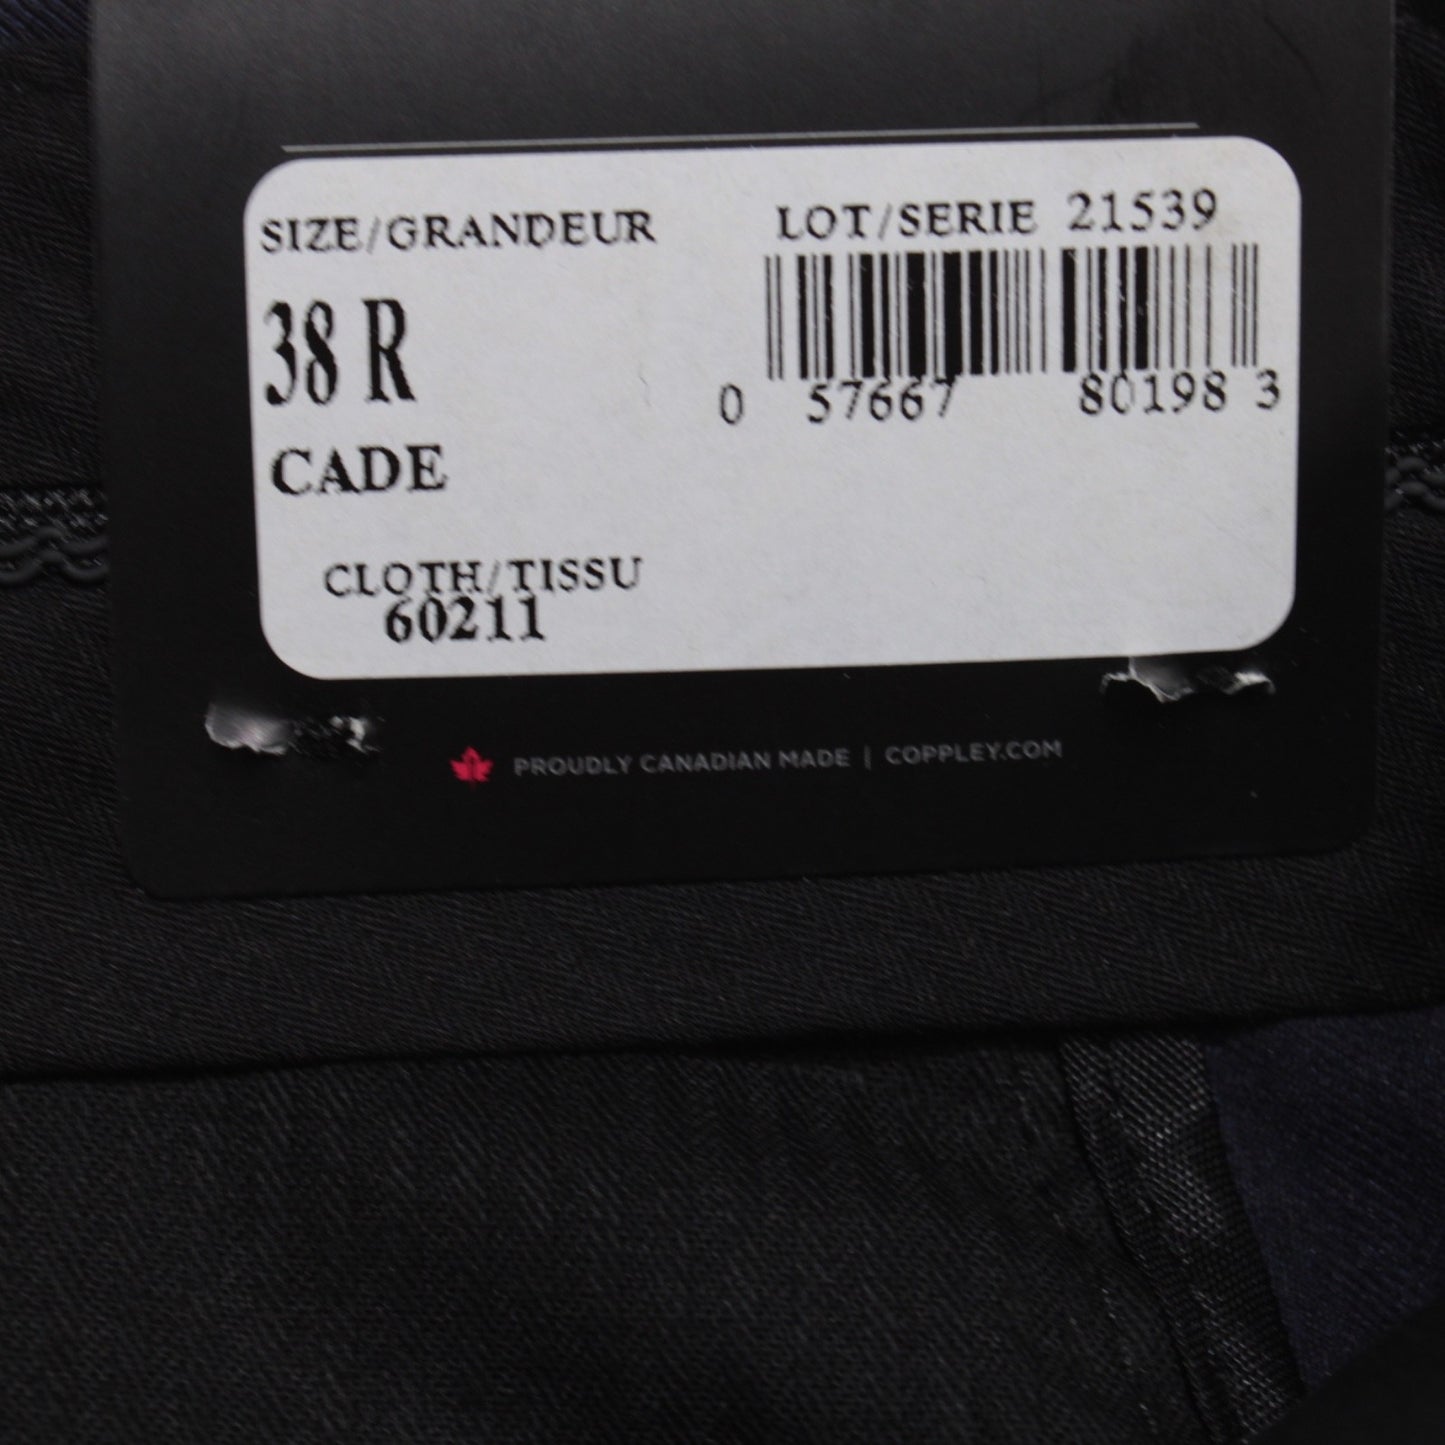 SIZE/GRANDEUR
LOT/SERIE 21539
38 R
0 57667 80198 3
CADE
CLOTH/TISSU
60211
PROUDLY CANADIAN MADE | COPPLEY.COM